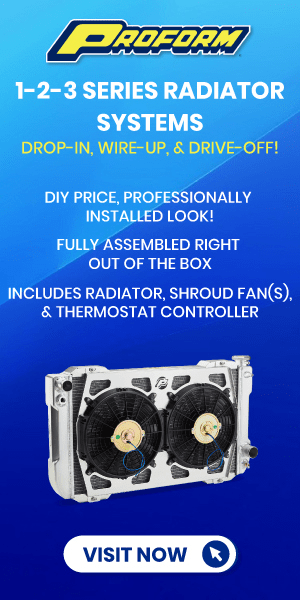 PROFORM
1-2-3 SERIES RADIATOR
SYSTEMS
DROP-IN, WIRE-UP, & DRIVE-OFF!
DIY PRICE, PROFESSIONALLY
INSTALLED LOOK!
FULLY ASSEMBLED RIGHT
OUT OF THE BOX
INCLUDES RADIATOR, SHROUD FAN(S),
& THERMOSTAT CONTROLLER
VISIT NOW